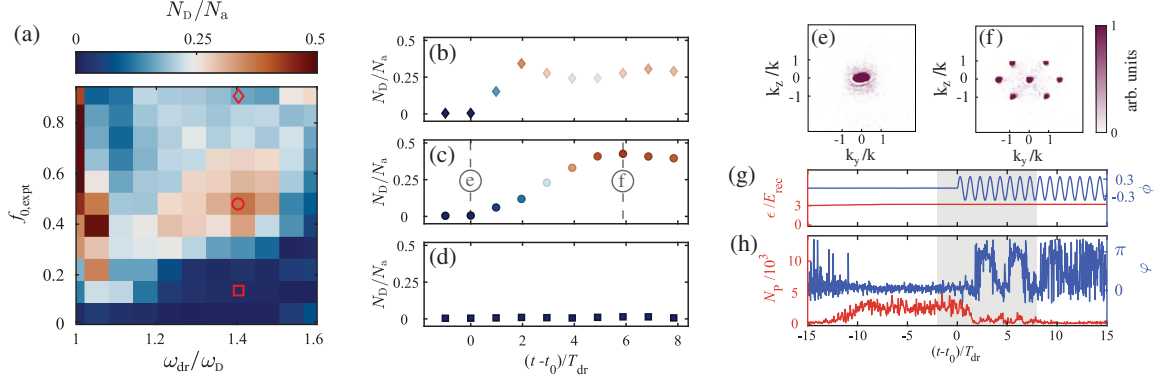 (a)
N_D/N_a
0 0.25 0.5
f_0,expt
0.8
0.6
0.4
0.2
0
1 1.2 1.4 1.6
ω_dr/ω_D
(b)
N_D/N_a
0.5
0.25
0
(c)
N_D/N_a
0.5
0.25
0
e
f
(d)
N_D/N_a
0.5
0.25
0
0 2 4 6 8
(t - t_0)/T_dr
(e)
k_z/k
1
0
-1
-1 0 1
k_y/k
(f)
k_z/k
1
0
-1
-1 0 1
k_y/k
1
0
arb. units
(g)
ϵ/E_rec
3
0
0.3
-0.3
ϕ
(h)
N_P/10^3
10
5
0
π
0
φ
-15 -10 -5 0 5 10 15
(t-t_0)/T_dr